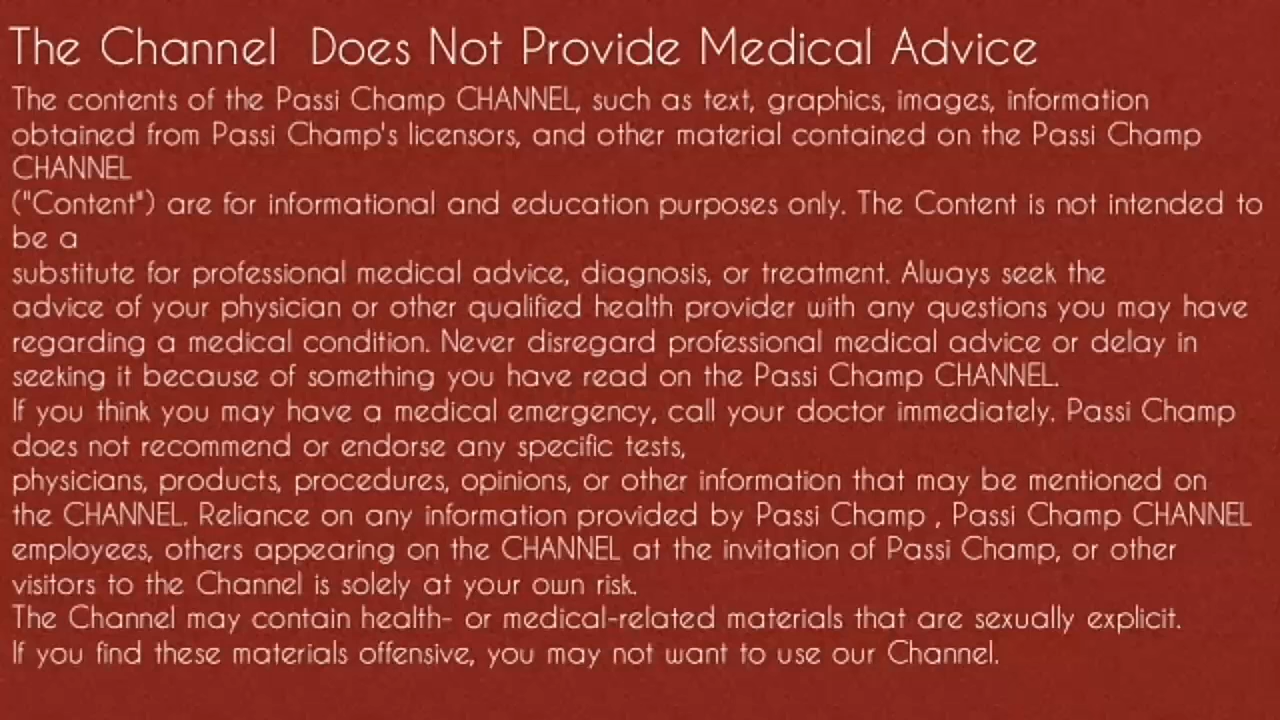 The Channel Does Not Provide Medical Advice
The contents of the Passi Champ CHANNEL, such as text, graphics, images, information
obtained from Passi Champ's licensors, and other material contained on the Passi Champ
CHANNEL
("Content") are for informational and education purposes only. The Content is not intended to
be a
substitute for professional medical advice, diagnosis, or treatment. Always seek the
advice of your physician or other qualified health provider with any questions you may have
regarding a medical condition. Never disregard professional medical advice or delay in
seeking it because of something you have read on the Passi Champ CHANNEL.
If you think you may have a medical emergency, call your doctor immediately. Passi Champ
does not recommend or endorse any specific tests,
physicians, products, procedures, opinions, or other information that may be mentioned on
the CHANNEL. Reliance on any information provided by Passi Champ , Passi Champ CHANNEL
employees, others appearing on the CHANNEL at the invitation of Passi Champ, or other
visitors to the Channel is solely at your own risk.
The Channel may contain health- or medical-related materials that are sexually explicit.
If you find these materials offensive, you may not want to use our Channel.